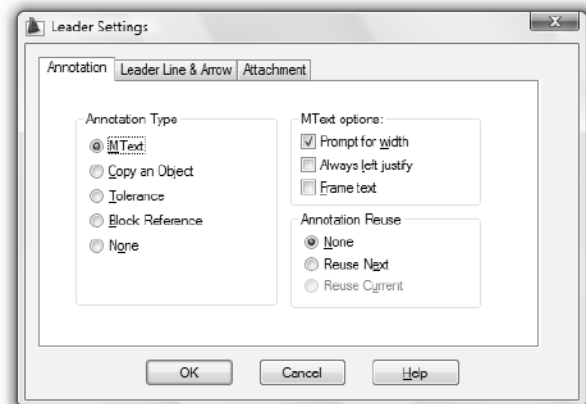 Leader Settings
Annotation
Leader Line & Arrow
Attachment
Annotation Type
MText
Copy an Object
Tolerance
Block Reference
None
MText options:
Prompt for width
Always left justify
Frame text
Annotation Reuse
None
Reuse Next
Reuse Current
OK
Cancel
Help